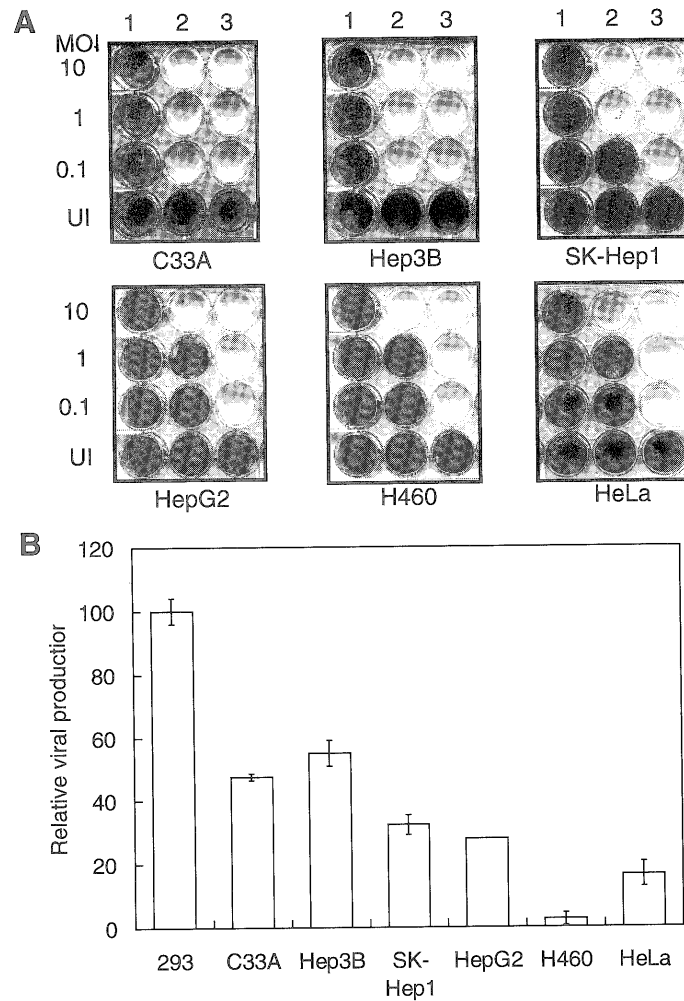 A
1 2 3 1 2 3 1 2 3
MOI
10
1
0.1
UI
C33A Hep3B SK-Hep1
10
1
0.1
UI
HepG2 H460 HeLa
B
120
100
80
60
40
20
0
Relative viral productior
293 C33A Hep3B SK- HepG2 H460 HeLa
Hep1